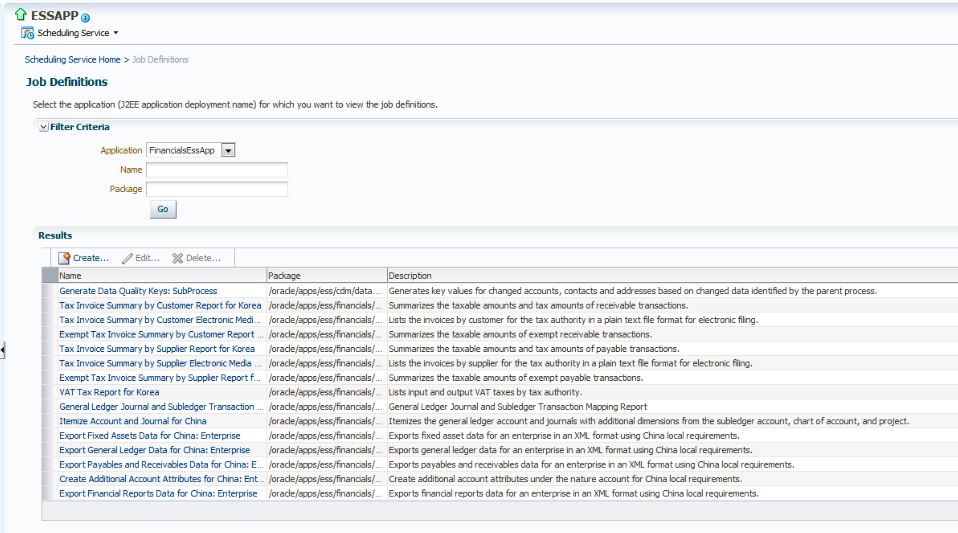 ESSAPP
Scheduling Service
Scheduling Service Home > Job Definitions
Job Definitions
Select the application (J2EE application deployment name) for which you want to view the job definitions.
Filter Criteria
Application FinancialsEssApp
Name
Package
Go
Results
Create... Edit... Delete...
Name Package Description
Generate Data Quality Keys: SubProcess /oracle/apps/ess/cdm/data... Generates key values for changed accounts, contacts and addresses based on changed data identified by the parent process.
Tax Invoice Summary by Customer Report for Korea /oracle/apps/ess/financials/... Summarizes the taxable amounts and tax amounts of receivable transactions.
Tax Invoice Summary by Customer Electronic Medi... /oracle/apps/ess/financials/... Lists the invoices by customer for the tax authority in a plain text file format for electronic filing.
Exempt Tax Invoice Summary by Customer Report ... /oracle/apps/ess/financials/... Summarizes the taxable amounts of exempt receivable transactions.
Tax Invoice Summary by Supplier Report for Korea /oracle/apps/ess/financials/... Summarizes the taxable amounts and tax amounts of payable transactions.
Tax Invoice Summary by Supplier Electronic Media ... /oracle/apps/ess/financials/... Lists the invoices by supplier for the tax authority in a plain text file format for electronic filing.
Exempt Tax Invoice Summary by Supplier Report f... /oracle/apps/ess/financials/... Summarizes the taxable amounts of exempt payable transactions.
VAT Tax Report for Korea /oracle/apps/ess/financials/... Lists input and output VAT taxes by tax authority.
General Ledger Journal and Subledger Transaction ... /oracle/apps/ess/financials/... General Ledger Journal and Subledger Transaction Mapping Report
Itemize Account and Journal for China /oracle/apps/ess/financials/... Itemizes the general ledger account and journals with additional dimensions from the subledger account, chart of account, and project.
Export Fixed Assets Data for China: Enterprise /oracle/apps/ess/financials/... Exports fixed asset data for an enterprise in an XML format using China local requirements.
Export General Ledger Data for China: Enterprise /oracle/apps/ess/financials/... Exports general ledger data for an enterprise in an XML format using China local requirements.
Export Payables and Receivables Data for China: E... /oracle/apps/ess/financials/... Exports payables and receivables data for an enterprise in an XML format using China local requirements.
Create Additional Account Attributes for China: Ent... /oracle/apps/ess/financials/... Create additional account attributes under the nature account for China local requirements.
Export Financial Reports Data for China: Enterprise /oracle/apps/ess/financials/... Exports financial reports data for an enterprise in an XML format using China local requirements.